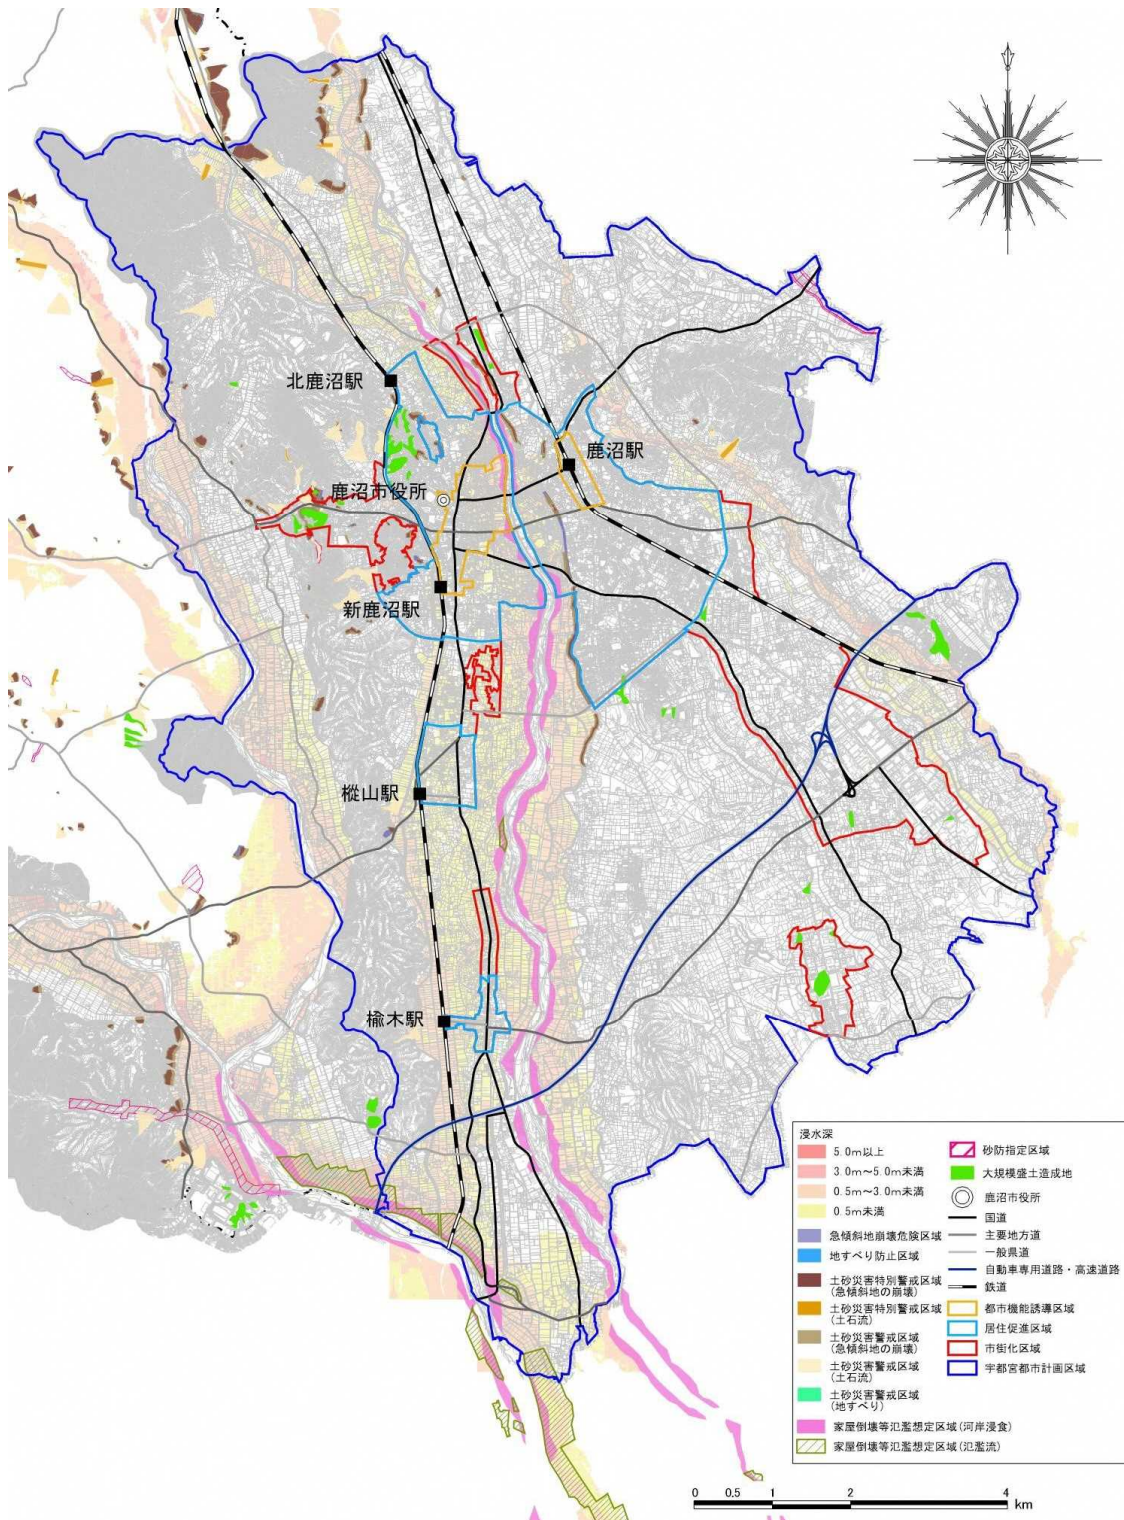 北鹿沼駅
鹿沼駅
鹿沼市役所
新鹿沼駅
樅山駅
楡木駅
浸水深
5.0m以上
3.0m~5.0m未満
0.5m~3.0m未満
0.5m未満
急傾斜地崩壊危険区域
地すべり防止区域
土砂災害特別警戒区域
(急傾斜地の崩壊)
土砂災害特別警戒区域
(土石流)
土砂災害警戒区域
(急傾斜地の崩壊)
土砂災害警戒区域
(土石流)
土砂災害警戒区域
(地すべり)
家屋倒壊等氾濫想定区域(河岸浸食)
家屋倒壊等氾濫想定区域(氾濫流)
砂防指定区域
大規模盛土造成地
鹿沼市役所
国道
主要地方道
一般県道
自動車専用道路・高速道路
鉄道
都市機能誘導区域
居住促進区域
市街化区域
宇都宮都市計画区域
0 0.5 1 2 4
km